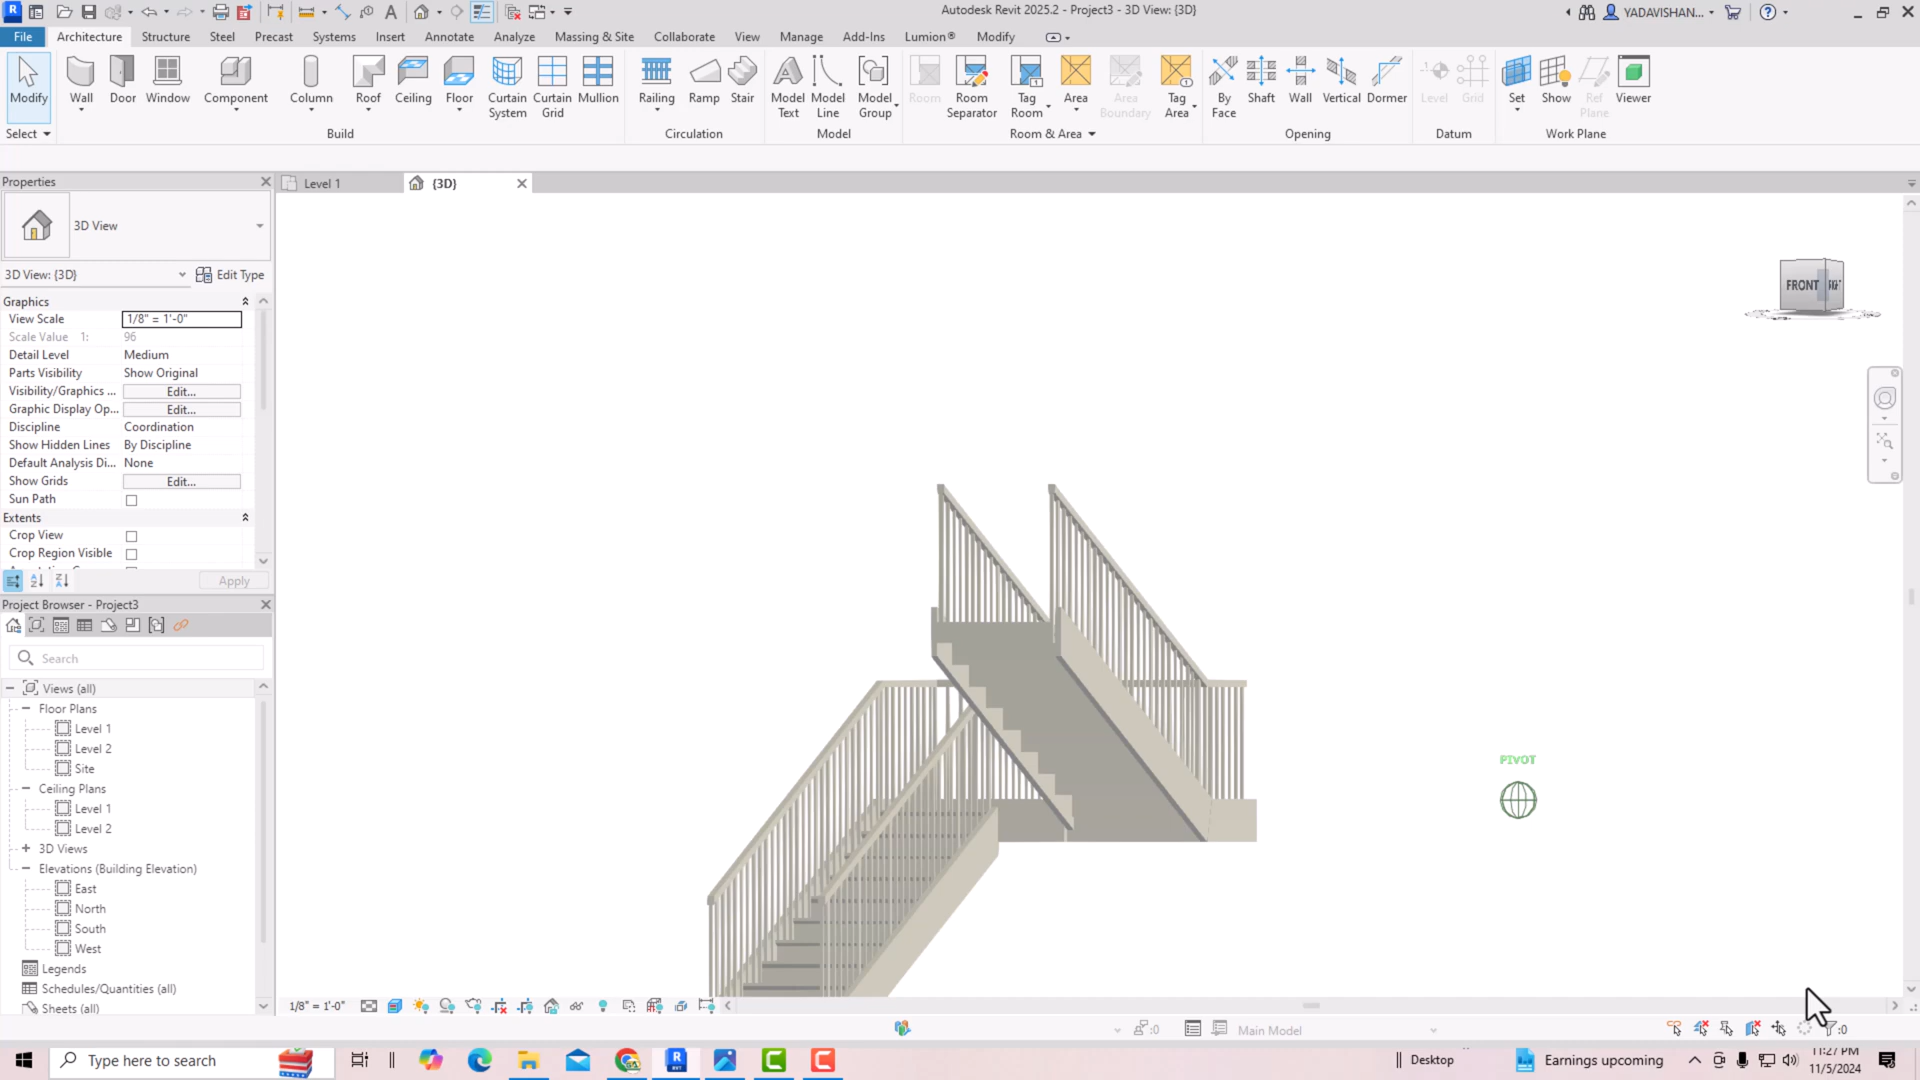 Autodesk Revit 2025.2 - Project3 - 3D View: {3D}
YADAVISHAN...
File Architecture Structure Steel Precast Systems Insert Annotate Analyze Massing & Site Collaborate View Manage Add-Ins Lumion® Modify
Modify Wall Door Window Component Column Roof Ceiling Floor Curtain System Curtain Grid Mullion Railing Ramp Stair Model Text Model Line Model Group Room Room Separator Tag Room Area Area Boundary Tag Area By Face Shaft Wall Vertical Dormer Level Grid Set Show Ref Plane Viewer
Select Build Circulation Model Room & Area Opening Datum Work Plane
Properties
Level 1 {3D}
3D View
3D View: {3D} Edit Type
Graphics
View Scale 1/8" = 1'-0"
Scale Value 1: 96
Detail Level Medium
Parts Visibility Show Original
Visibility/Graphics ... Edit...
Graphic Display Op... Edit...
Discipline Coordination
Show Hidden Lines By Discipline
Default Analysis Di... None
Show Grids Edit...
Sun Path
Extents
Crop View
Crop Region Visible
Apply
FRONT
PIVOT
Project Browser - Project3
Search
Views (all)
Floor Plans
Level 1
Level 2
Site
Ceiling Plans
Level 1
Level 2
3D Views
Elevations (Building Elevation)
East
North
South
West
Legends
Schedules/Quantities (all)
Sheets (all)
1/8" = 1'-0"
:0 Main Model :0
Type here to search
Desktop Earnings upcoming
11:27 PM
11/5/2024